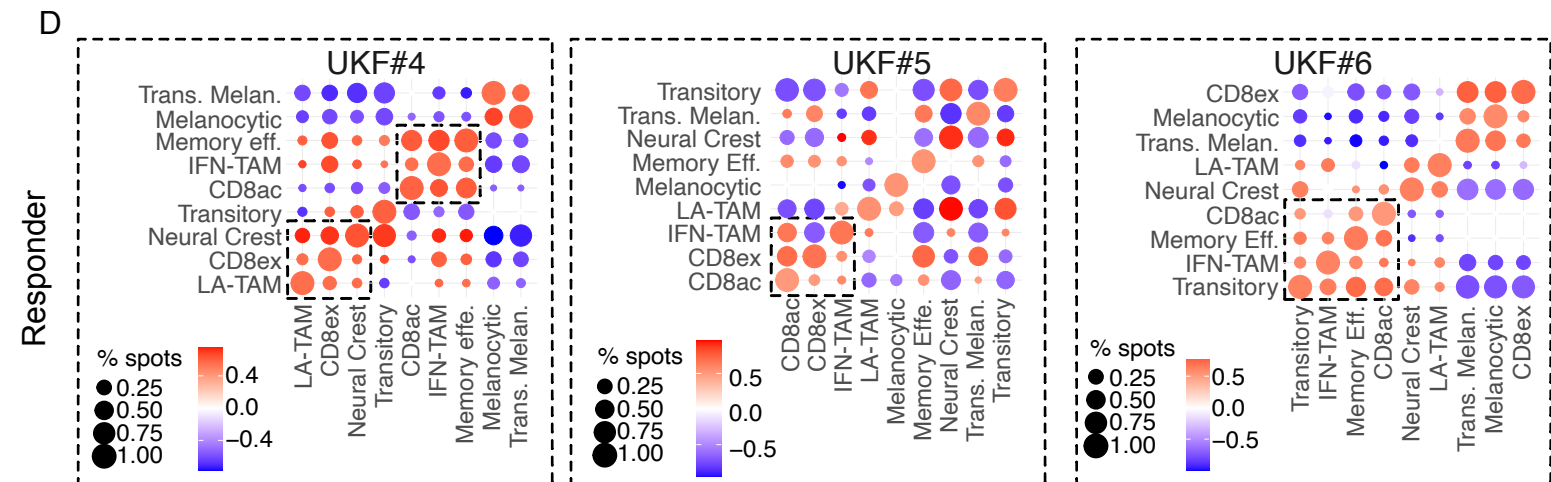 D
Responder
UKF#4
Trans. Melan.
Melanocytic
Memory eff.
IFN-TAM
CD8ac
Transitory
Neural Crest
CD8ex
LA-TAM
LA-TAM
CD8ex
Neural Crest
Transitory
CD8ac
IFN-TAM
Memory effe.
Melanocytic
Trans. Melan.
% spots
0.25
0.50
0.75
1.00
0.4
0.0
−0.4
UKF#5
Transitory
Trans. Melan.
Neural Crest
Memory Eff.
Melanocytic
LA-TAM
IFN-TAM
CD8ex
CD8ac
CD8ac
CD8ex
IFN-TAM
LA-TAM
Melanocytic
Memory Effe.
Neural Crest
Trans. Melan.
Transitory
% spots
0.25
0.50
0.75
1.00
0.5
0.0
−0.5
UKF#6
CD8ex
Melanocytic
Trans. Melan.
LA-TAM
Neural Crest
CD8ac
Memory Eff.
IFN-TAM
Transitory
Transitory
IFN-TAM
Memory Eff.
CD8ac
Neural Crest
LA-TAM
Trans. Melan.
Melanocytic
CD8ex
% spots
0.25
0.50
0.75
1.00
0.5
0.0
−0.5